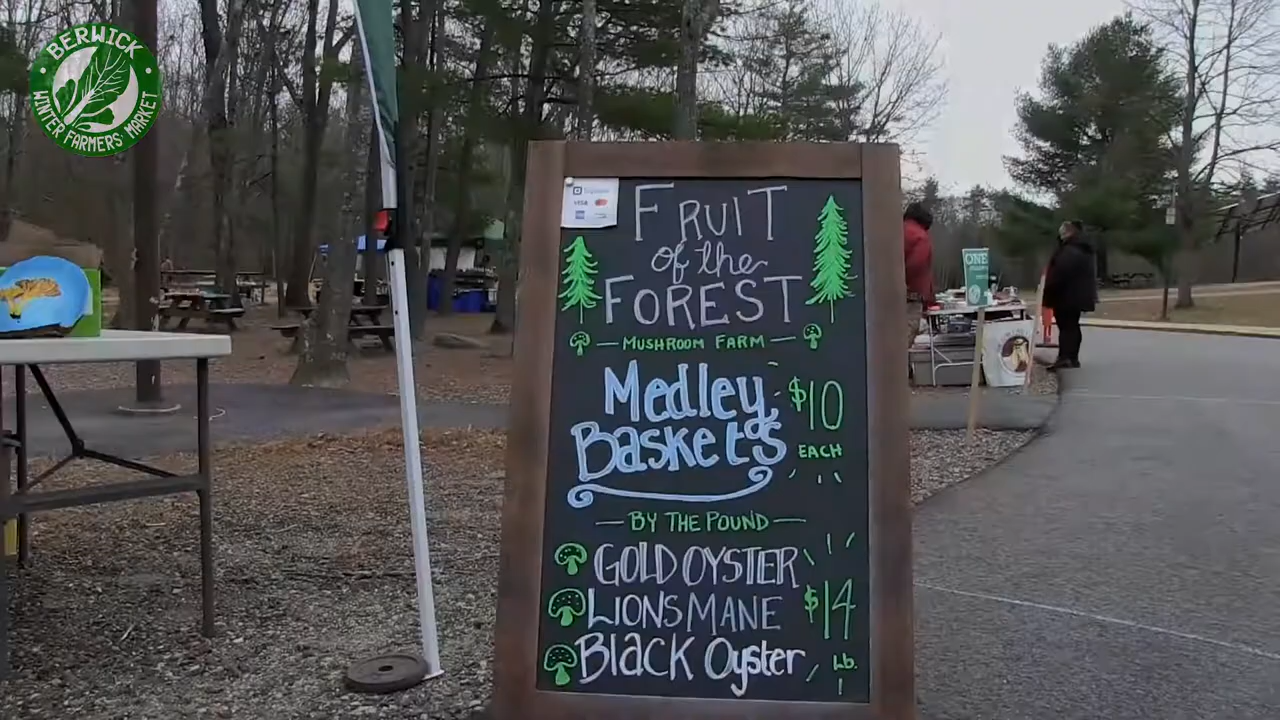 BERWICK
WINTER FARMERS MARKET
VISA
FRUIT
of the
FOREST
MUSHROOM FARM
Medley $10
Baskets EACH
BY THE POUND
GOLD OYSTER
LIONS MANE $14
Black Oyster Lb.
ONE